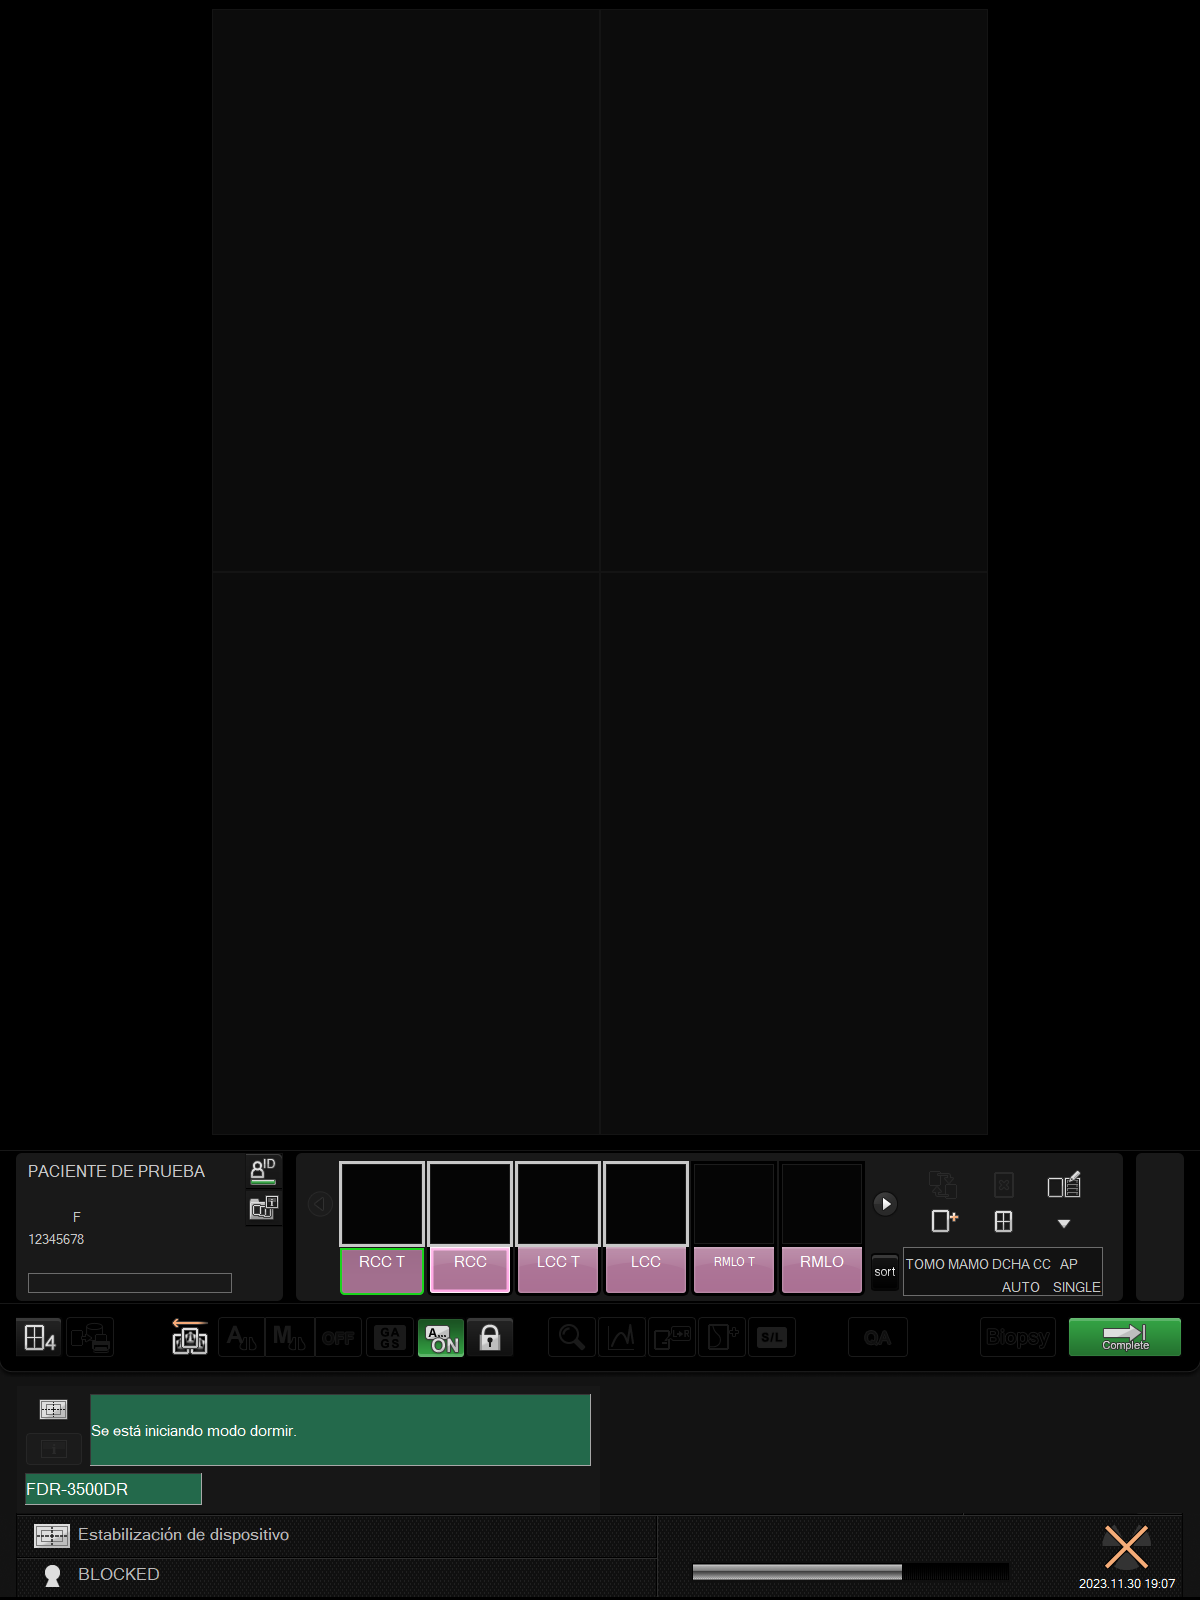 PACIENTE DE PRUEBA
ID
F
12345678
RCC T
RCC
LCC T
LCC
RMLO T
RMLO
sort
TOMO MAMO DCHA CC AP
AUTO SINGLE
4
A
M
OFF
GA
GS
A...
ON
L R
S/L
QA
Biopsy
Complete
Se está iniciando modo dormir.
FDR-3500DR
Estabilización de dispositivo
BLOCKED
2023.11.30 19:07